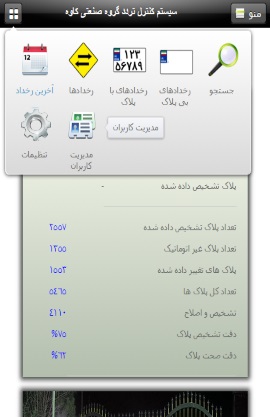 منو
سیستم کنترل تردد گروه صنعتی کاوه
جستجو
رخدادهای بی پلاک
رخدادهای با پلاک
رخدادها
آخرین رخداد
12
۱۲۳
۵۶۷۸۹
مدیریت کاربران
مدیریت کاربران
تنظیمات
پلاک تشخیص داده شده -
تعداد پلاک تشخیص داده شده ۲۵۵۷
تعداد پلاک غیر اتوماتیک ۱۳۵۵
پلاک های تغییر داده شده ۱۵۵۳
تعداد کل پلاک ها ۵۴۶۵
تشخیص و اصلاح ۴۱۱۰
دقت تشخیص پلاک %۷۵
دقت صحت پلاک %۶۲